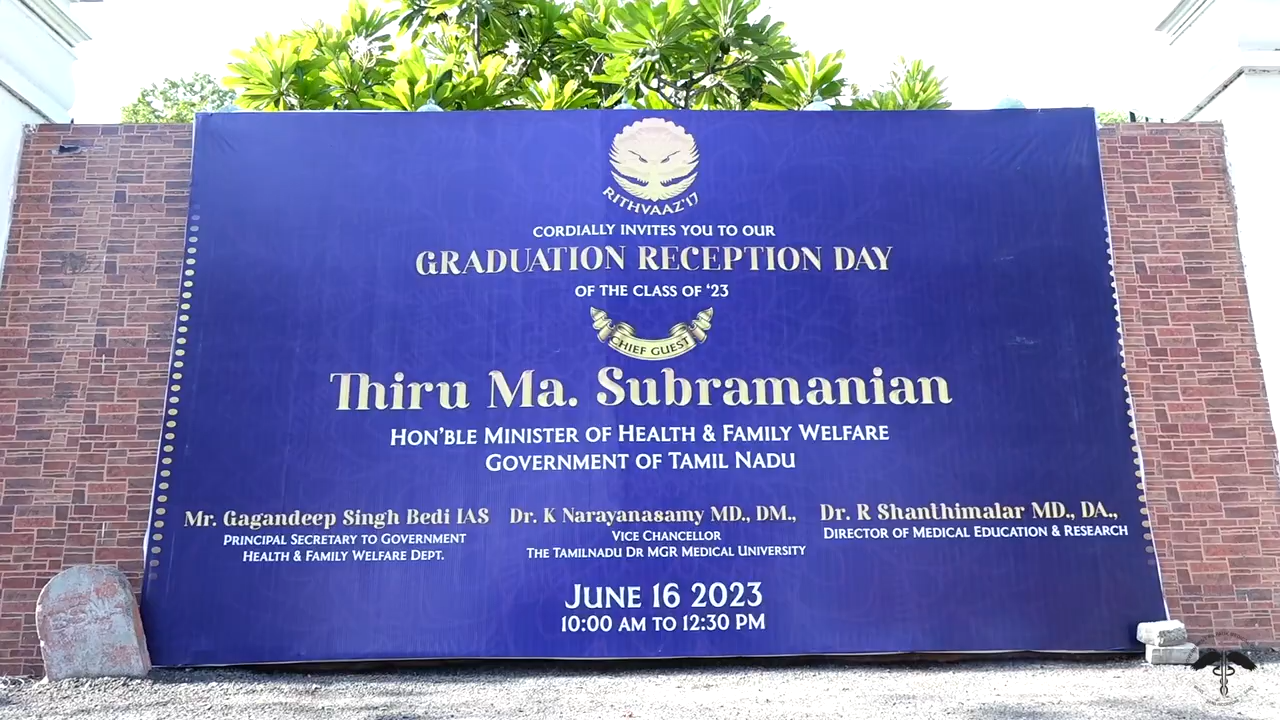 RITHVAAZ'17
CORDIALLY INVITES YOU TO OUR
GRADUATION RECEPTION DAY
OF THE CLASS OF ‘23
CHIEF GUEST
Thiru Ma. Subramanian
HON’BLE MINISTER OF HEALTH & FAMILY WELFARE
GOVERNMENT OF TAMIL NADU
Mr. Gagandeep Singh Bedi IAS
PRINCIPAL SECRETARY TO GOVERNMENT
HEALTH & FAMILY WELFARE DEPT.
Dr. K Narayanasamy MD., DM.,
VICE CHANCELLOR
THE TAMILNADU DR MGR MEDICAL UNIVERSITY
Dr. R Shanthimalar MD., DA.,
DIRECTOR OF MEDICAL EDUCATION & RESEARCH
JUNE 16 2023
10:00 AM TO 12:30 PM